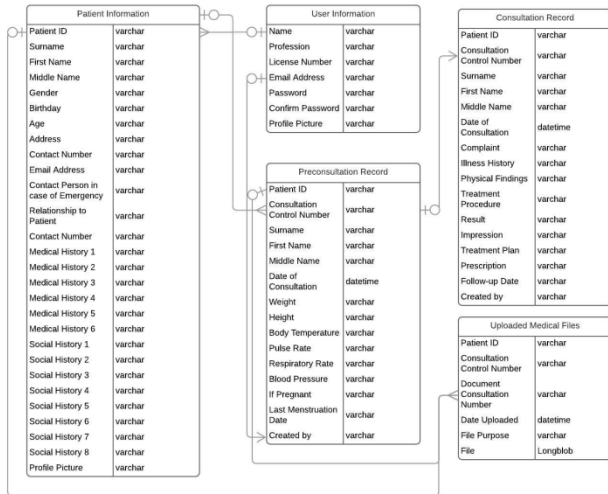 Patient Information
Patient ID varchar
Surname varchar
First Name varchar
Middle Name varchar
Gender varchar
Birthday varchar
Age varchar
Address varchar
Contact Number varchar
Email Address varchar
Contact Person in
case of Emergency varchar
Relationship to
Patient varchar
Contact Number varchar
Medical History 1 varchar
Medical History 2 varchar
Medical History 3 varchar
Medical History 4 varchar
Medical History 5 varchar
Medical History 6 varchar
Social History 1 varchar
Social History 2 varchar
Social History 3 varchar
Social History 4 varchar
Social History 5 varchar
Social History 6 varchar
Social History 7 varchar
Social History 8 varchar
Profile Picture varchar
User Information
Name varchar
Profession varchar
License Number varchar
Email Address varchar
Password varchar
Confirm Password varchar
Profile Picture varchar
Preconsultation Record
Patient ID varchar
Consultation
Control Number varchar
Surname varchar
First Name varchar
Middle Name varchar
Date of
Consultation datetime
Weight varchar
Height varchar
Body Temperature varchar
Pulse Rate varchar
Respiratory Rate varchar
Blood Pressure varchar
If Pregnant varchar
Last Menstruation
Date varchar
Created by varchar
Consultation Record
Patient ID varchar
Consultation
Control Number varchar
Surname varchar
First Name varchar
Middle Name varchar
Date of
Consultation datetime
Complaint varchar
Illness History varchar
Physical Findings varchar
Treatment
Procedure varchar
Result varchar
Impression varchar
Treatment Plan varchar
Prescription varchar
Follow-up Date varchar
Created by varchar
Uploaded Medical Files
Patient ID varchar
Consultation
Control Number varchar
Document
Consultation
Number varchar
Date Uploaded datetime
File Purpose varchar
File Longblob